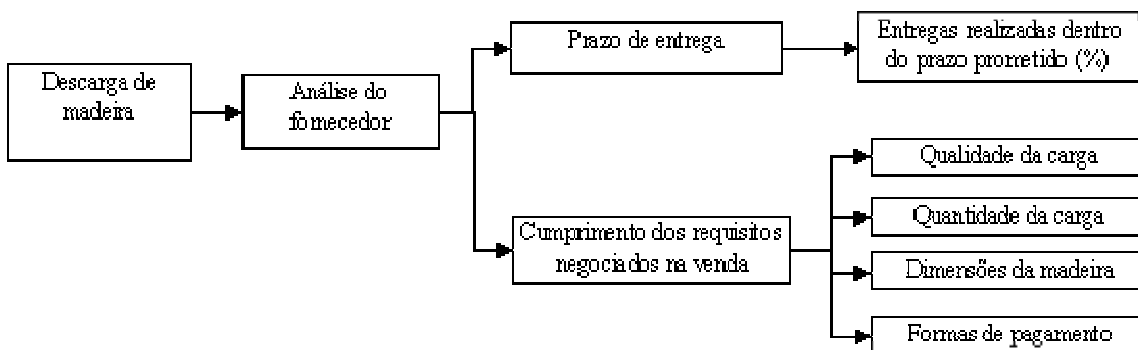 Descarga de
madeira
Análise do
fornecedor
Prazo de entrega
Entregas realizadas dentro
do prazo prometido (%)
Cumprimento dos requisitos
negociados na venda
Qualidade da carga
Quantidade da carga
Dimensões da madeira
Formas de pagamento